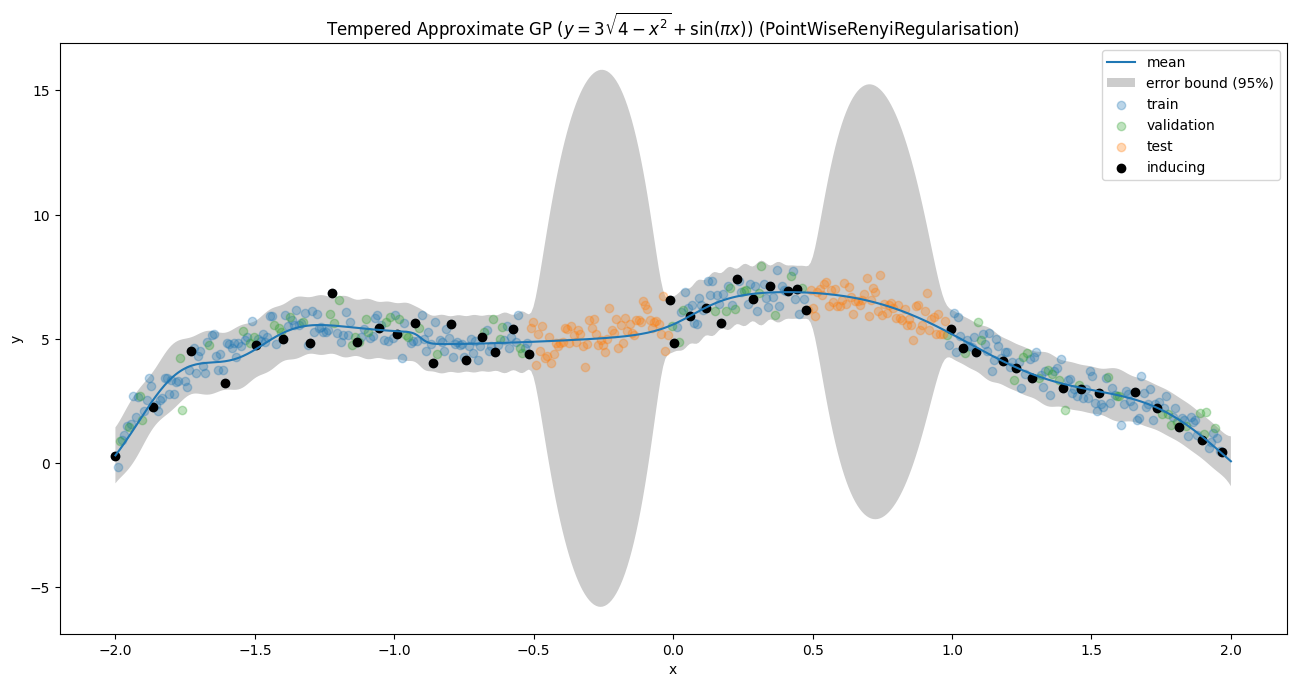 Tempered Approximate GP (y = 3√4 − x² + sin(πx)) (PointWiseRenyiRegularisation)
mean
error bound (95%)
train
validation
test
inducing
15
10
5
0
−5
y
−2.0 −1.5 −1.0 −0.5 0.0 0.5 1.0 1.5 2.0
x